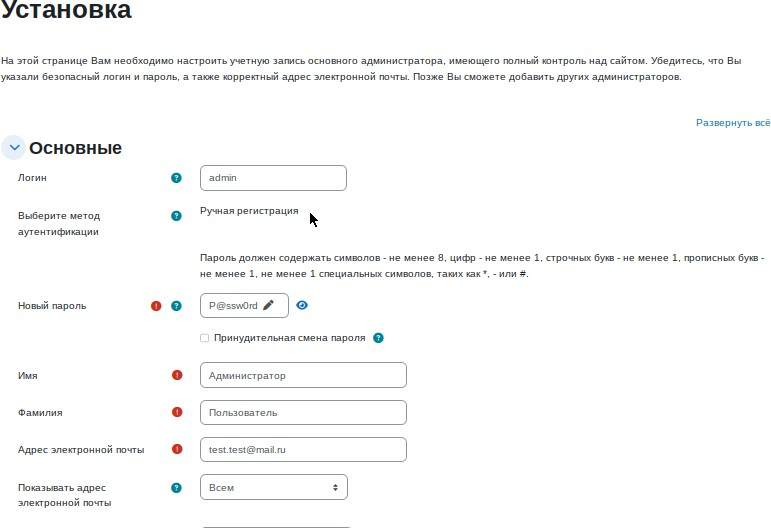 Установка
На этой странице Вам необходимо настроить учетную запись основного администратора, имеющего полный контроль над сайтом. Убедитесь, что Вы
указали безопасный логин и пароль, а также корректный адрес электронной почты. Позже Вы сможете добавить других администраторов.
Развернуть всё
Основные
Логин ? admin
Выберите метод
аутентификации ? Ручная регистрация
Пароль должен содержать символов - не менее 8, цифр - не менее 1, строчных букв - не менее 1, прописных букв -
не менее 1, не менее 1 специальных символов, таких как *, - или #.
Новый пароль ! ? P@ssw0rd
Принудительная смена пароля ?
Имя ! Администратор
Фамилия ! Пользователь
Адрес электронной почты ! test.test@mail.ru
Показывать адрес
электронной почты ? Всем